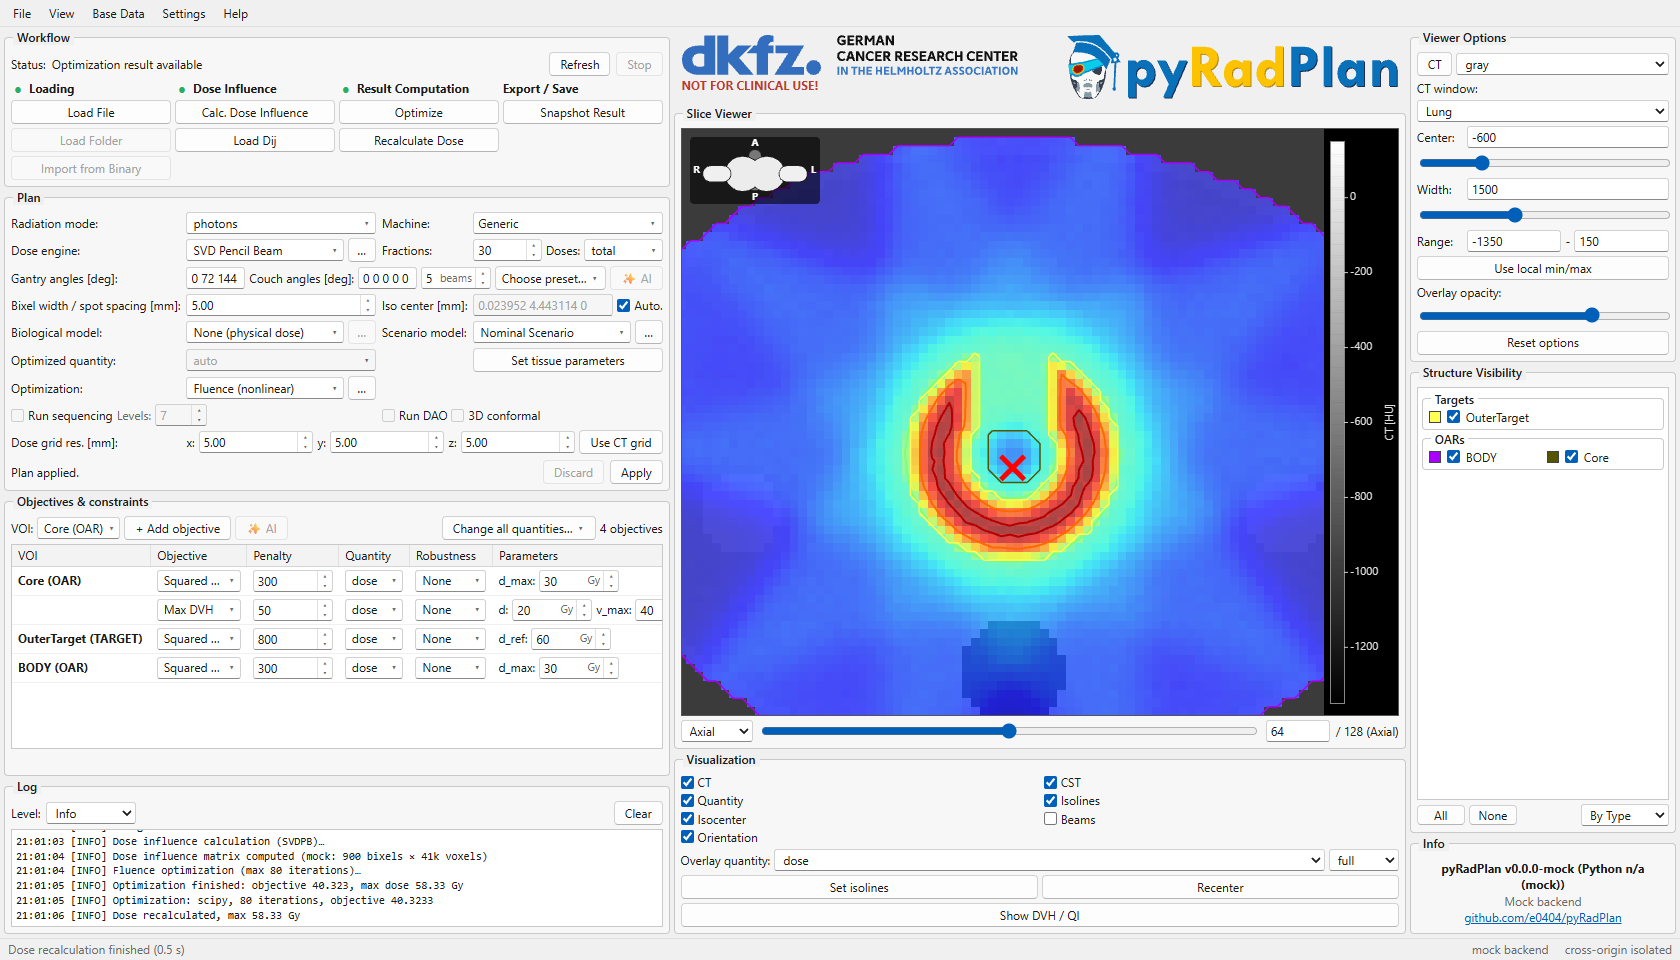 File View Base Data Settings Help
Workflow
Status: Optimization result available
Refresh Stop
Loading Dose Influence Result Computation Export / Save
Load File Calc. Dose Influence Optimize Snapshot Result
Load Folder Load Dij Recalculate Dose
Import from Binary
Plan
Radiation mode: photons Machine: Generic
Dose engine: SVD Pencil Beam ... Fractions: 30 Doses: total
Gantry angles [deg]: 0 72 144 Couch angles [deg]: 0 0 0 0 0 5 beams Choose preset... AI
Bixel width / spot spacing [mm]: 5.00 Iso center [mm]: 0.023952 4.443114 0 Auto.
Biological model: None (physical dose) ... Scenario model: Nominal Scenario ...
Optimized quantity: auto Set tissue parameters
Optimization: Fluence (nonlinear) ...
Run sequencing Levels: 7 Run DAO 3D conformal
Dose grid res. [mm]: x: 5.00 y: 5.00 z: 5.00 Use CT grid
Plan applied. Discard Apply
Objectives & constraints
VOI: Core (OAR) + Add objective AI Change all quantities... 4 objectives
VOI Objective Penalty Quantity Robustness Parameters
Core (OAR) Squared ... 300 dose None d_max: 30 Gy
Max DVH 50 dose None d: 20 Gy v_max: 40
OuterTarget (TARGET) Squared ... 800 dose None d_ref: 60 Gy
BODY (OAR) Squared ... 300 dose None d_max: 30 Gy
Log
Level: Info Clear
21:01:03 [INFO] Dose influence calculation (SVDPB)…
21:01:04 [INFO] Dose influence matrix computed (mock: 900 bixels × 41k voxels)
21:01:04 [INFO] Fluence optimization (max 80 iterations)…
21:01:05 [INFO] Optimization finished: objective 40.323, max dose 58.33 Gy
21:01:05 [INFO] Optimization: scipy, 80 iterations, objective 40.3233
21:01:06 [INFO] Dose recalculated, max 58.33 Gy
dkfz.
NOT FOR CLINICAL USE!
GERMAN
CANCER RESEARCH CENTER
IN THE HELMHOLTZ ASSOCIATION
pyRadPlan
Slice Viewer
A
R L
P
0
-200
-400
-600
-800
-1000
-1200
CT [HU]
Axial 64 / 128 (Axial)
Visualization
CT CST
Quantity Isolines
Isocenter Beams
Orientation
Overlay quantity: dose full
Set isolines Recenter
Show DVH / QI
Viewer Options
CT gray
CT window:
Lung
Center: -600
Width: 1500
Range: -1350 - 150
Use local min/max
Overlay opacity:
Reset options
Structure Visibility
Targets
OuterTarget
OARs
BODY Core
All None By Type
Info
pyRadPlan v0.0.0-mock (Python n/a
(mock))
Mock backend
github.com/e0404/pyRadPlan
Dose recalculation finished (0.5 s) mock backend cross-origin isolated